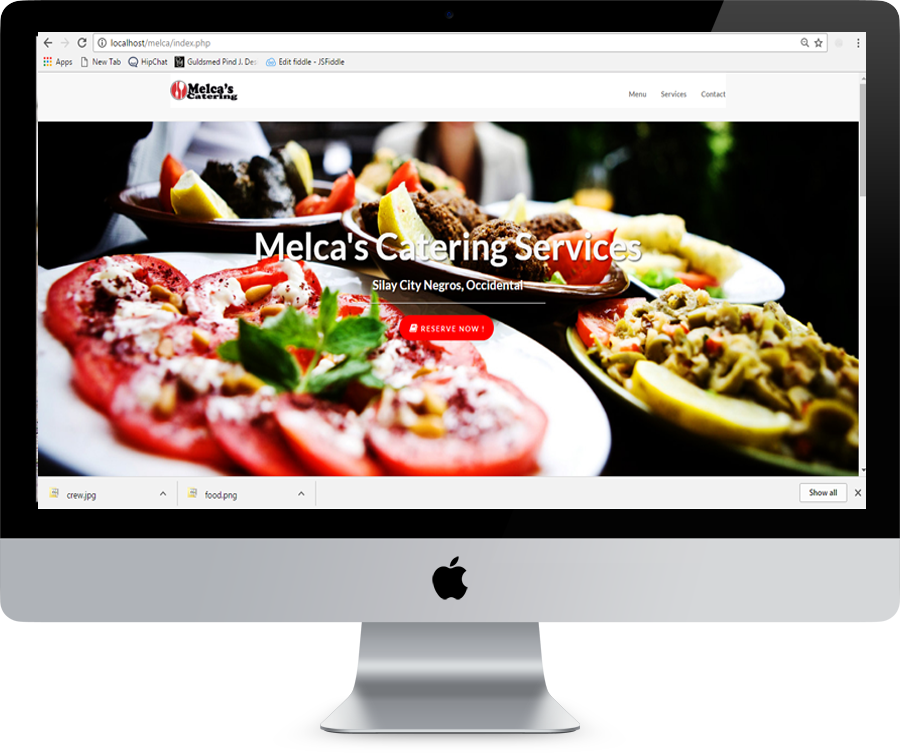 localhost/melca/index.php
Apps New Tab HipChat Guldsmed Pind J. De Edit fiddle - JSFiddle
Melca's
Catering
Menu Services Contact
Melca's Catering Services
Silay City Negros, Occidental
RESERVE NOW !
crew.jpg food.png Show all